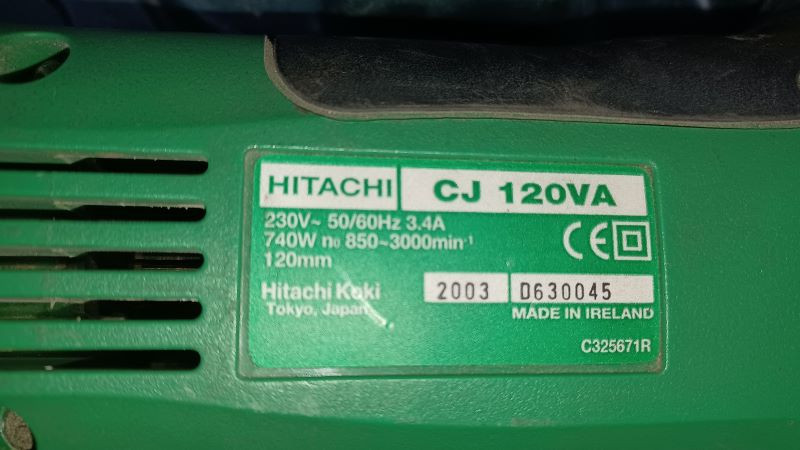 HITACHI CJ 120VA
230V~ 50/60Hz 3.4A
740W n₀ 850~3000min⁻¹
120mm
CE
Hitachi Koki 2003 D630045
Tokyo, Japan MADE IN IRELAND
C325671R